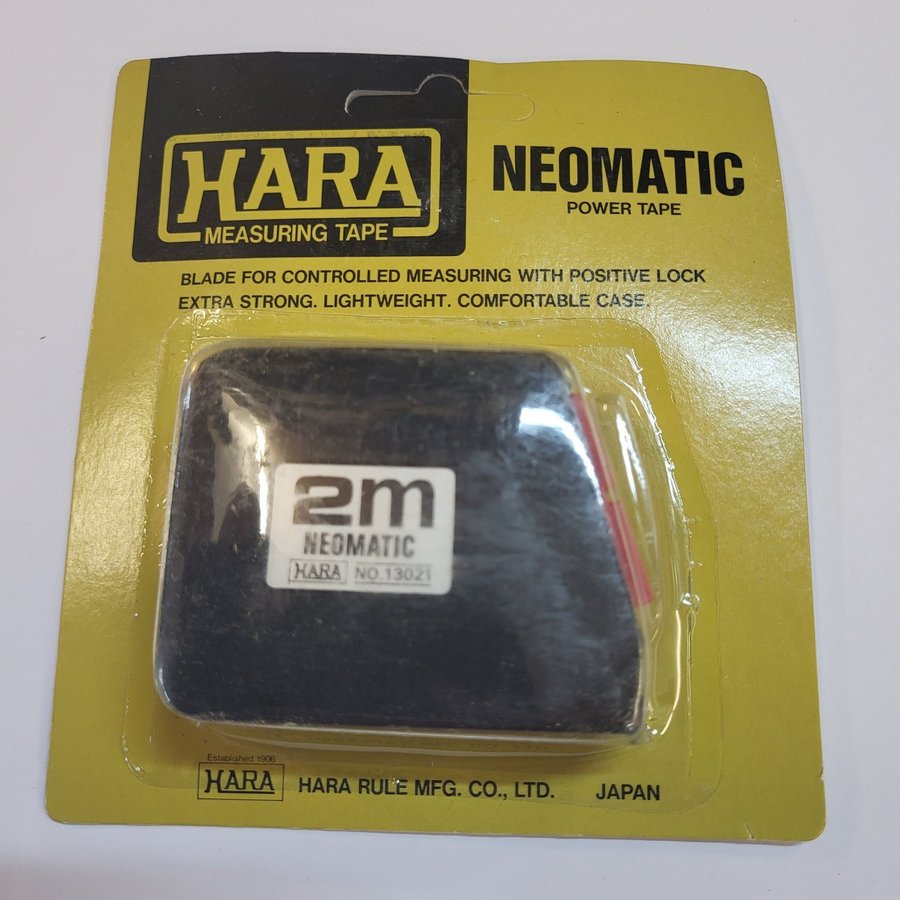 HARA
MEASURING TAPE
NEOMATIC
POWER TAPE
BLADE FOR CONTROLLED MEASURING WITH POSITIVE LOCK
EXTRA STRONG. LIGHTWEIGHT. COMFORTABLE CASE.
2m
NEOMATIC
HARA NO.13021
Established 1906
HARA HARA RULE MFG. CO., LTD. JAPAN